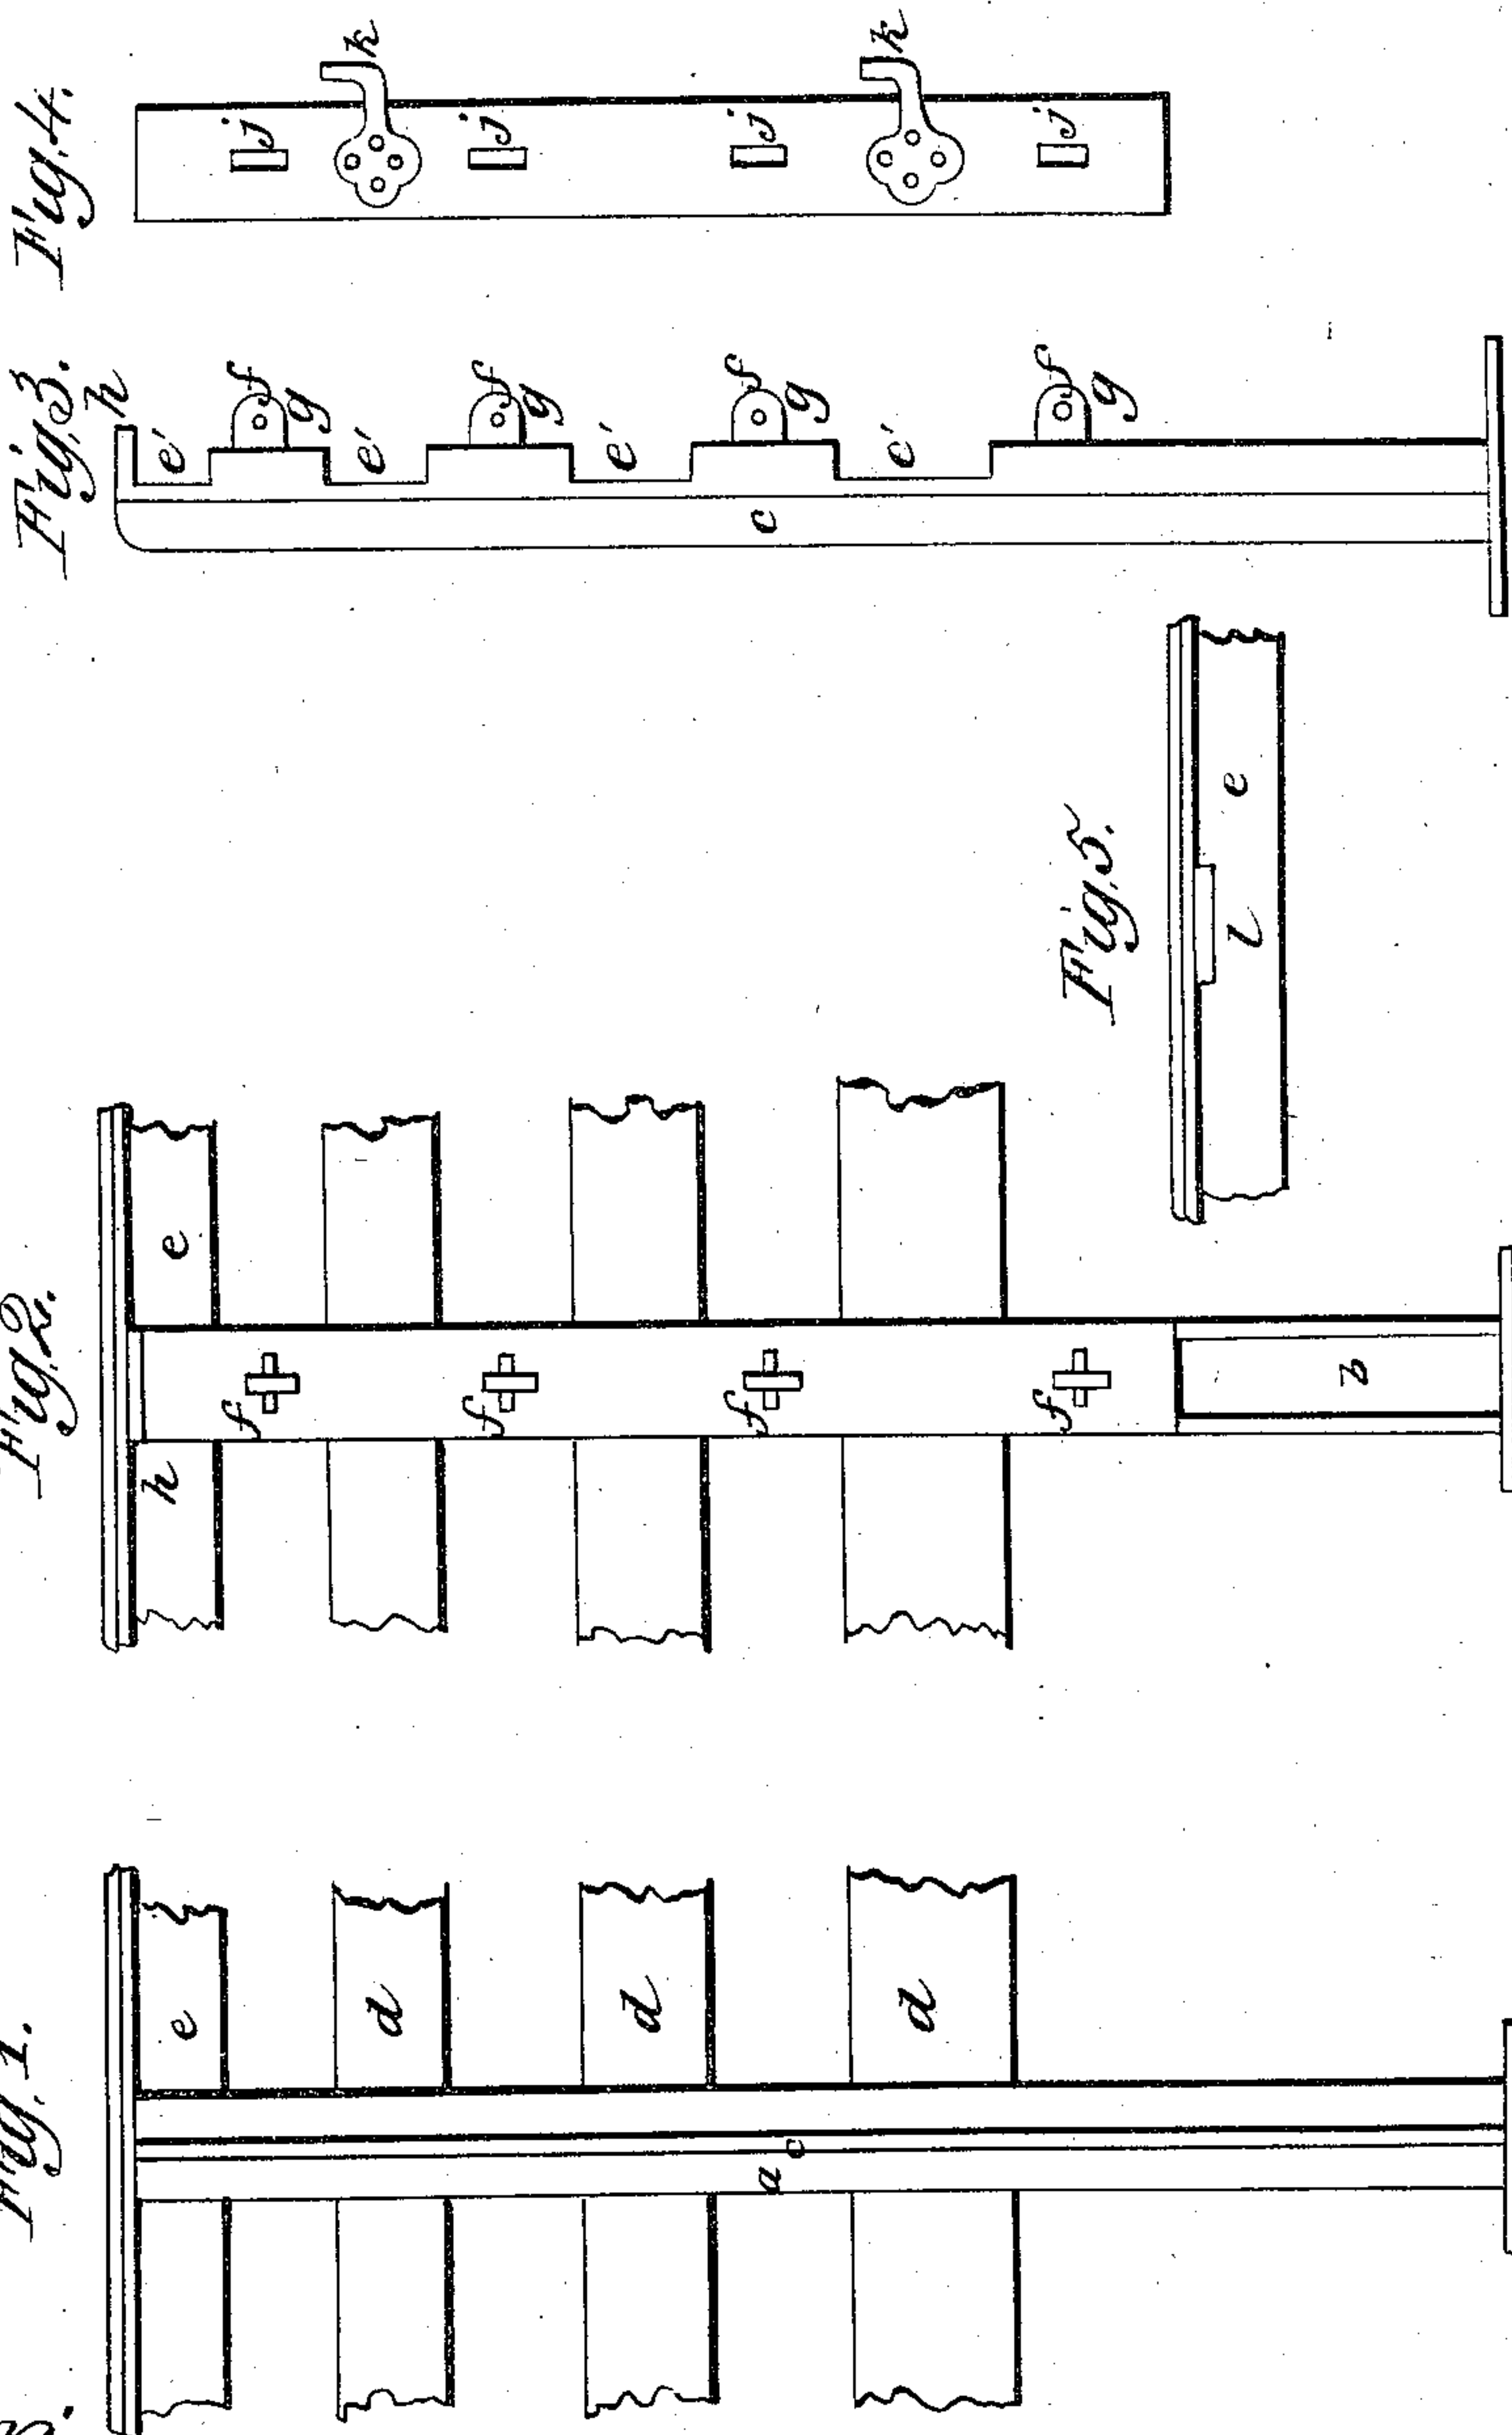 Fig. 1.
e
d
d
d
a c
Fig. 2.
h
e
f
f
f
f
b
Fig. 3.
h
e'
f
g
e'
f
g
e'
f
g
e'
f
g
c
Fig. 4.
j
k
j
j
k
j
Fig. 5.
l
e